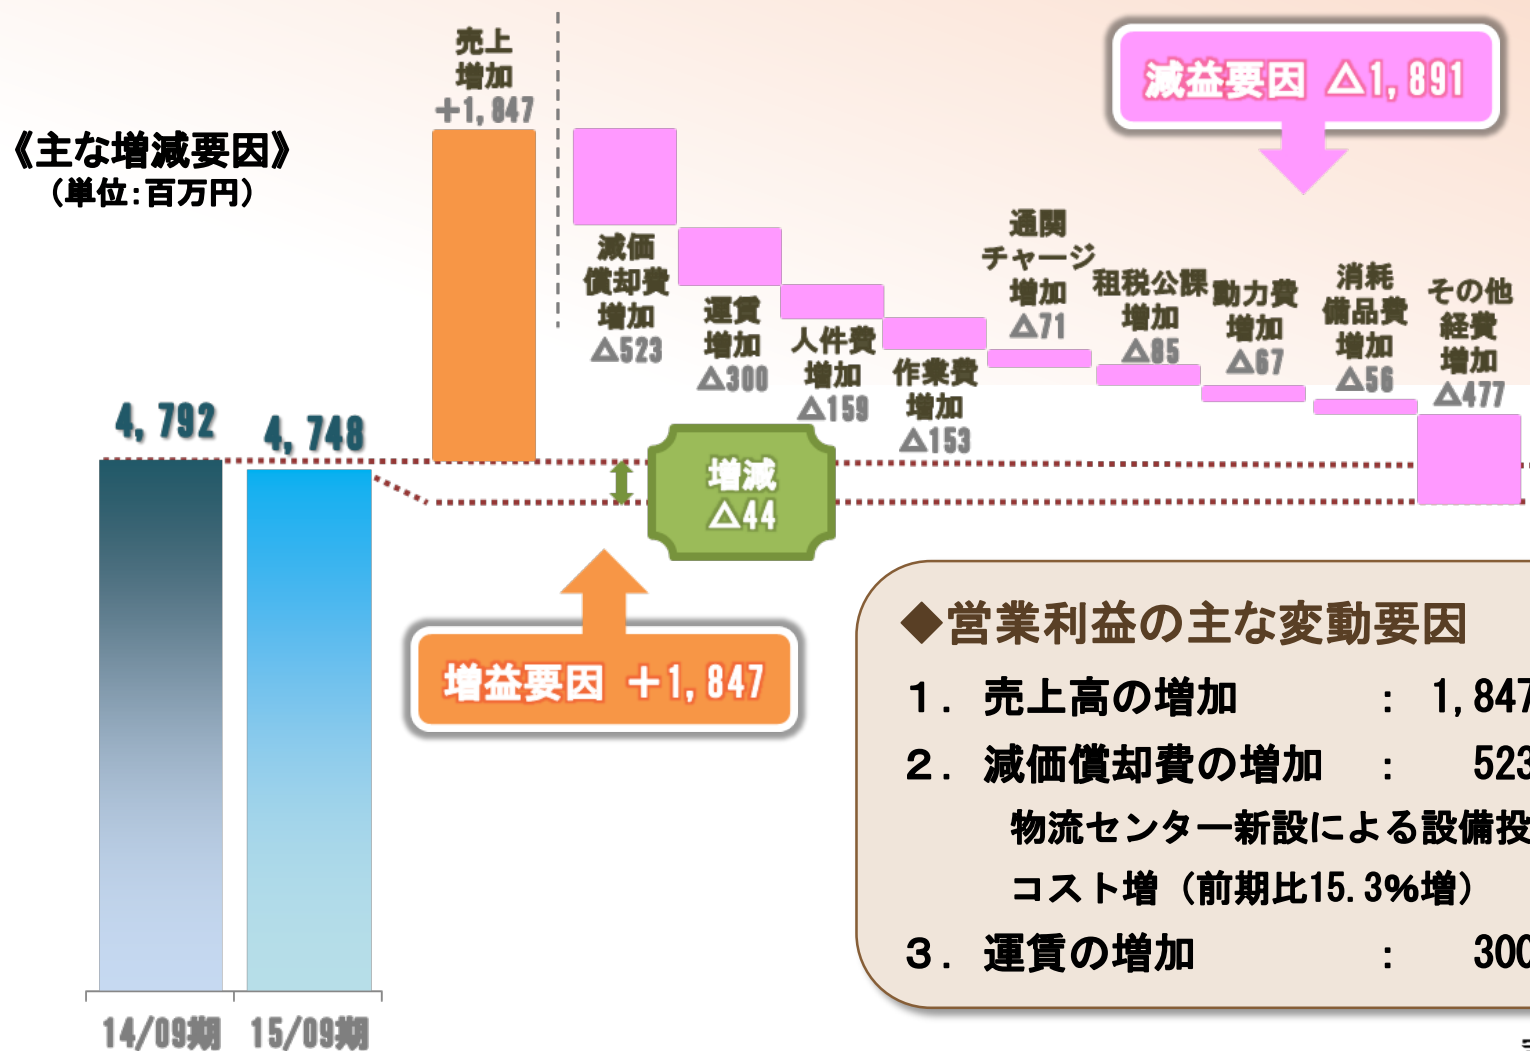 《主な増減要因》
（単位：百万円）
売上
増加
＋1,847
減益要因 △1,891
減価
償却費
増加
△523
運賃
増加
△300
人件費
増加
△159
作業費
増加
△153
通関
チャージ
増加
△71
租税公課
増加
△85
動力費
増加
△67
消耗
備品費
増加
△56
その他
経費
増加
△477
4,792
4,748
増減
△44
増益要因 ＋1,847
14/09期
15/09期
◆営業利益の主な変動要因
１．売上高の増加 ： 1,847
２．減価償却費の増加 ： 523
物流センター新設による設備投
コスト増（前期比15.3%増）
３．運賃の増加 ： 300